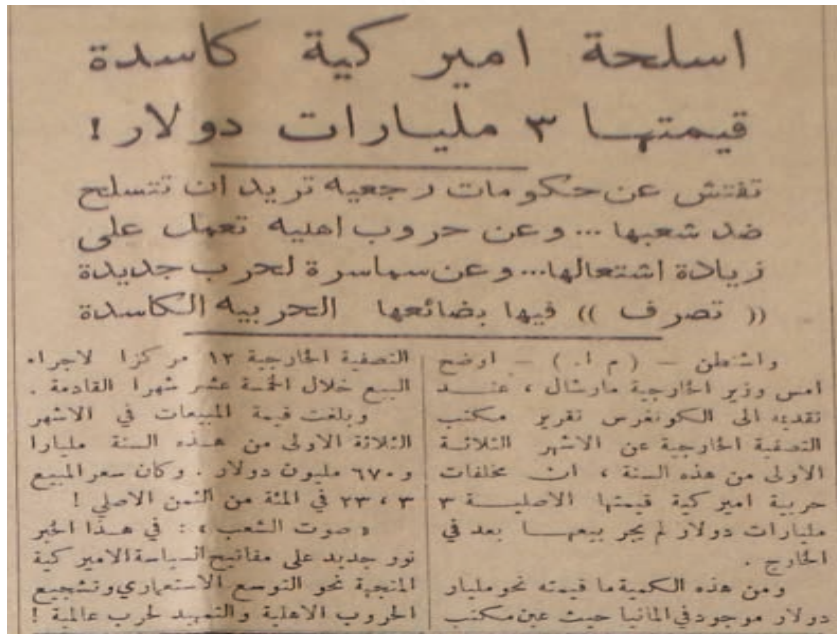 اسلحة اميركية كاسدة
قيمتها ٣ مليارات دولار !
تفتش عن حكومات رجعيه تريد ان تتسلح
ضد شعبها ... وعن حروب اهليه تعمل على
زيادة اشتعالها... وعن سماسرة لحرب جديدة
(( تصرف )) فيها بضائعها الحربيه الكاسدة
واشنطن — ( م ا. ) — اوضح
امس وزير الخارجية مارشال ، عند
تقديمه الى الكونغرس تقرير مكتب
التصفية الخارجية عن الاشهر الثلاثة
الاولى من هذه السنة ، ان مخلفات
حربية اميركية قيمتها الاصلية ٣
مليارات دولار لم يجر بيعها بعد في
الخارج .
ومن هذه الكمية ما قيمته نحو مليار
دولار موجود في المانيا حيث عين مكتب
التصفية الخارجية ١٢ مركزا لاجراء
البيع خلال الخمسة عشر شهرا القادمة .
وبلغت قيمة المبيعات في الاشهر
الثلاثة الاولى من هذه السنة مليارا
و ٦٧٠ مليون دولار . وكان سعر المبيع
٢٣،٣ في المئة من الثمن الاصلي !
« صوت الشعب » : في هذا الخبر
نور جديد على مفاتيح السياسة الاميركية
المتجهة نحو التوسع الاستعماري وتشجيع
الحروب الاهلية والتمهيد لحرب عالمية !